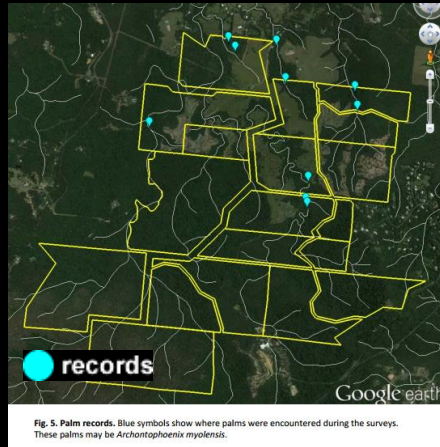 records
Google earth
Fig. 5. Palm records. Blue symbols show where palms were encountered during the surveys.
These palms may be Archontophoenix myolensis.